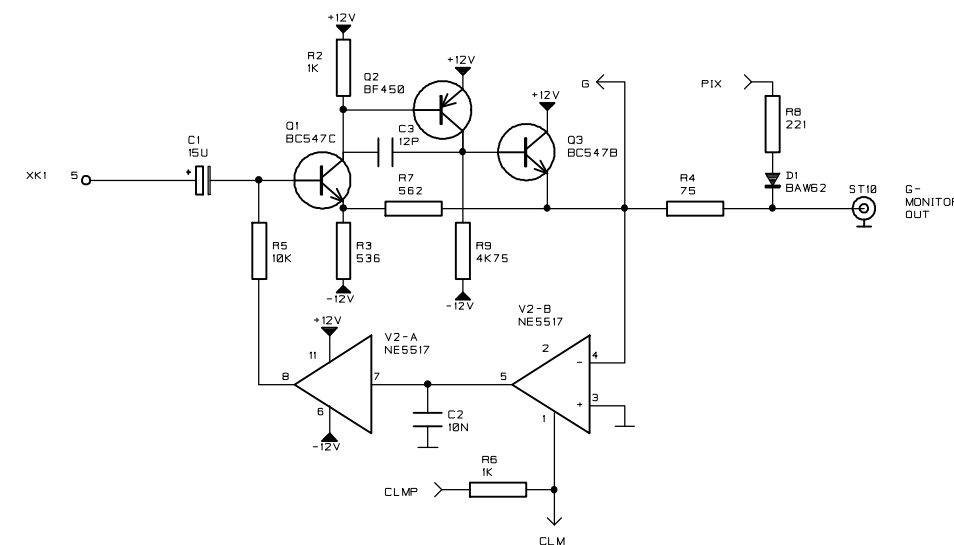 +12V
R2
1K
Q2
BF450
+12V
+12V
G
PIX
R8
221
Q1
BC547C
C3
12P
Q3
BC547B
C1
15U
+
XK1
5
R7
562
R4
75
D1
BAW62
ST10
G-
MONITOR
OUT
R5
10K
R3
536
R9
4K75
-12V
-12V
+12V
V2-A
NE5517
V2-B
NE5517
11
8
7
6
-12V
5
2
4
-
+
3
1
C2
10N
R6
1K
CLMP
CLM